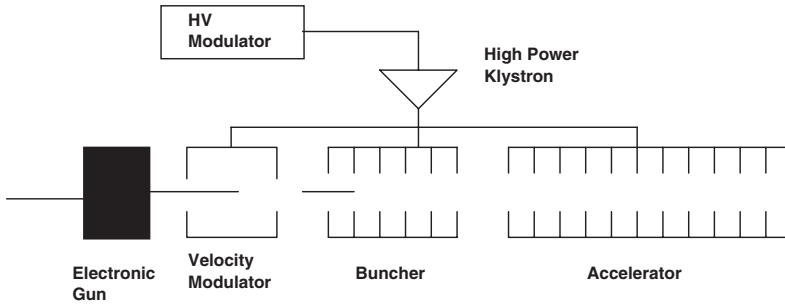 HV
Modulator
High Power
Klystron
Electronic
Gun
Velocity
Modulator
Buncher
Accelerator